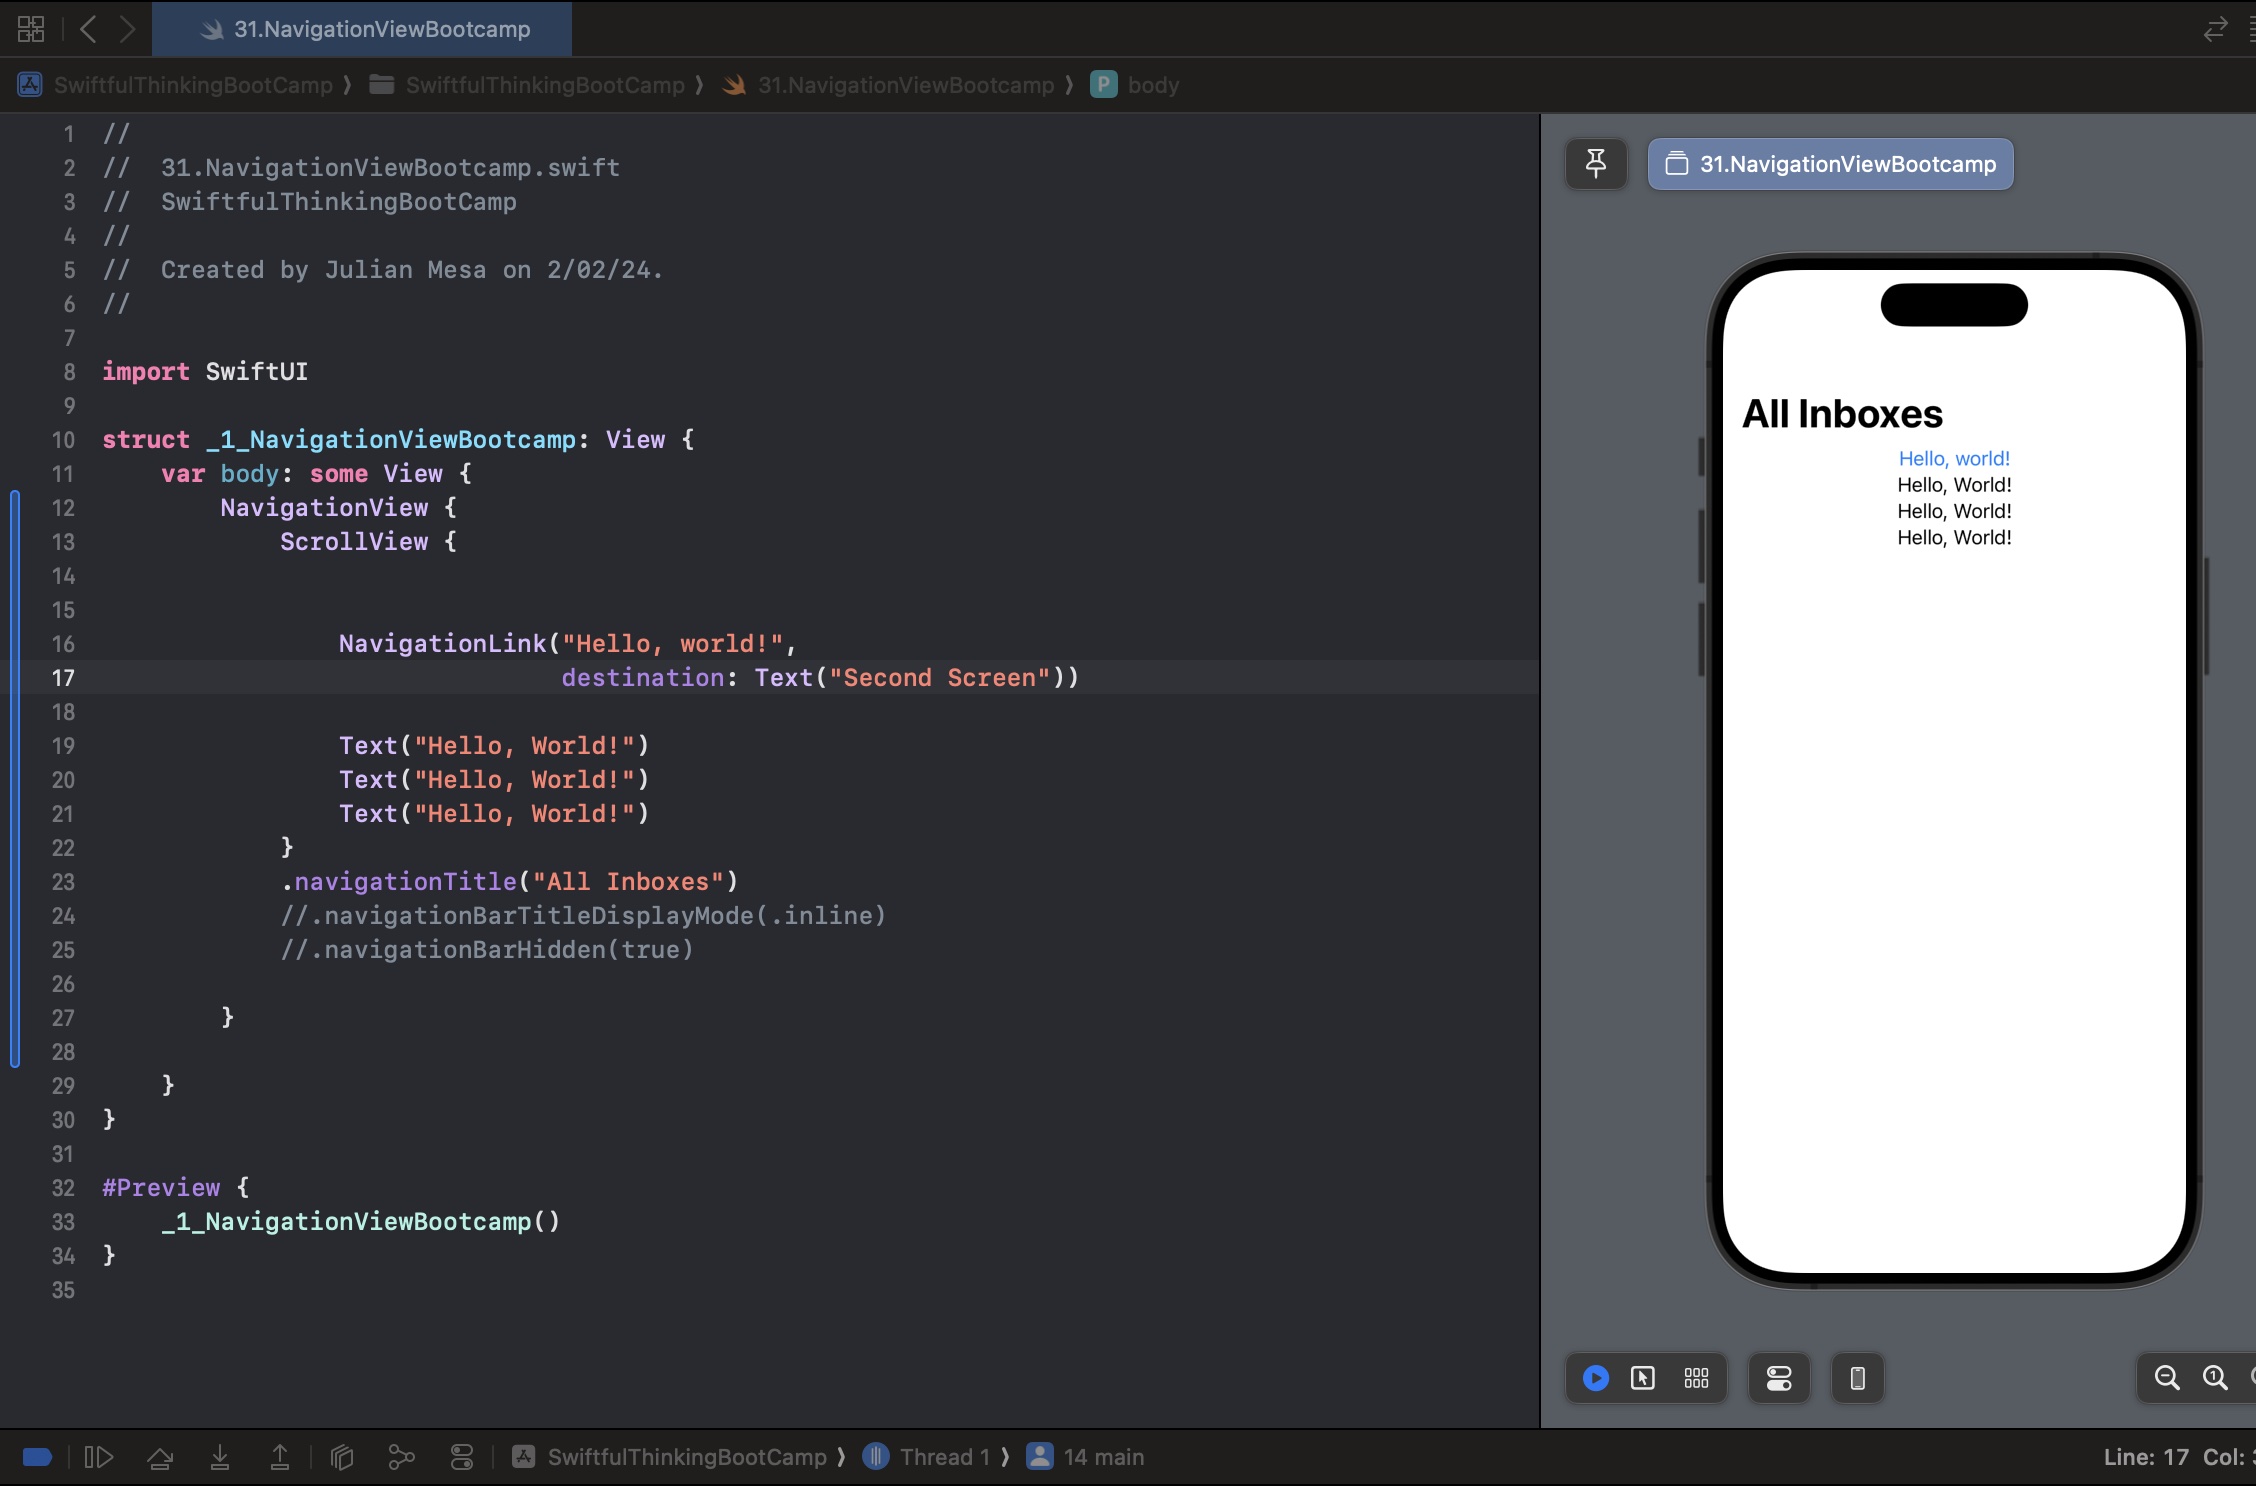 31.NavigationViewBootcamp
SwiftfulThinkingBootCamp ⟩ SwiftfulThinkingBootCamp ⟩ 31.NavigationViewBootcamp ⟩ P body
1 //
2 //  31.NavigationViewBootcamp.swift
3 //  SwiftfulThinkingBootCamp
4 //
5 //  Created by Julian Mesa on 2/02/24.
6 //
7
8 import SwiftUI
9
10 struct _1_NavigationViewBootcamp: View {
11     var body: some View {
12         NavigationView {
13             ScrollView {
14
15
16                 NavigationLink("Hello, world!",
17                                destination: Text("Second Screen"))
18
19                 Text("Hello, World!")
20                 Text("Hello, World!")
21                 Text("Hello, World!")
22             }
23             .navigationTitle("All Inboxes")
24             //.navigationBarTitleDisplayMode(.inline)
25             //.navigationBarHidden(true)
26
27         }
28
29     }
30 }
31
32 #Preview {
33     _1_NavigationViewBootcamp()
34 }
35
31.NavigationViewBootcamp
All Inboxes
Hello, world!
Hello, World!
Hello, World!
Hello, World!
SwiftfulThinkingBootCamp ⟩ Thread 1 ⟩ 14 main
Line: 17 Col: